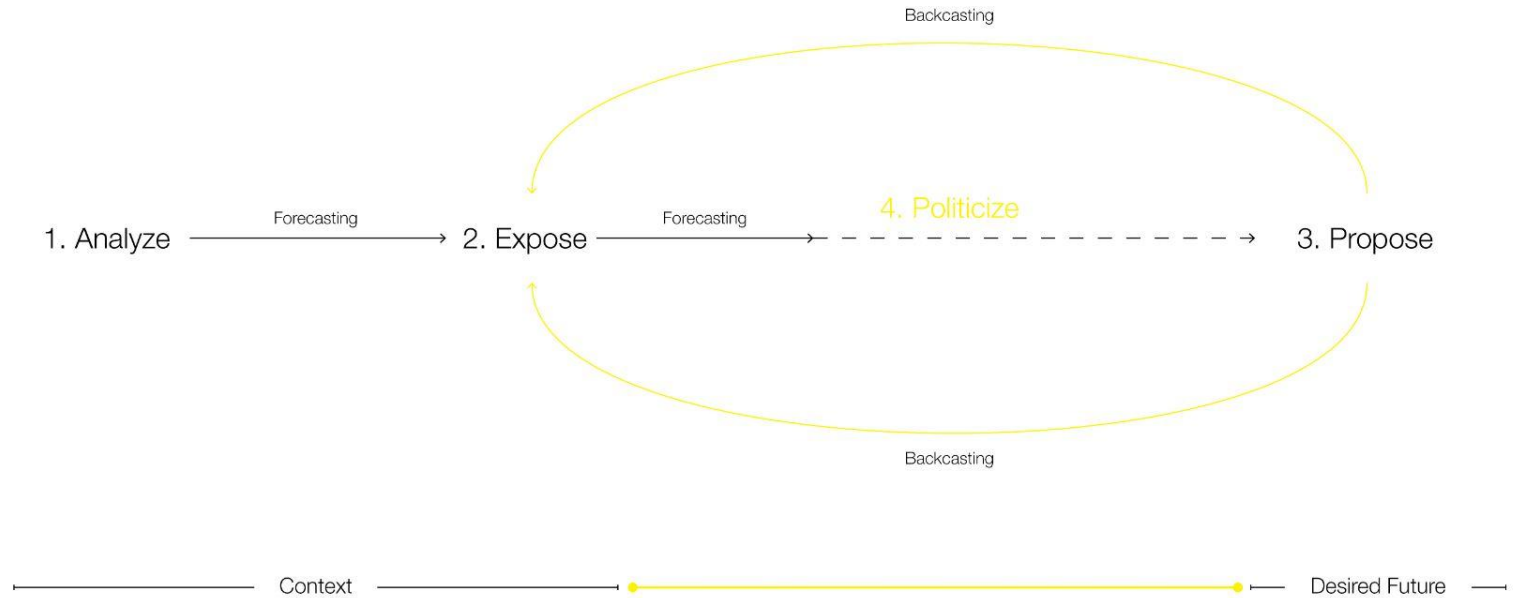 Backcasting
4. Politicize
1. Analyze
Forecasting
2. Expose
Forecasting
3. Propose
Backcasting
Context
Desired Future